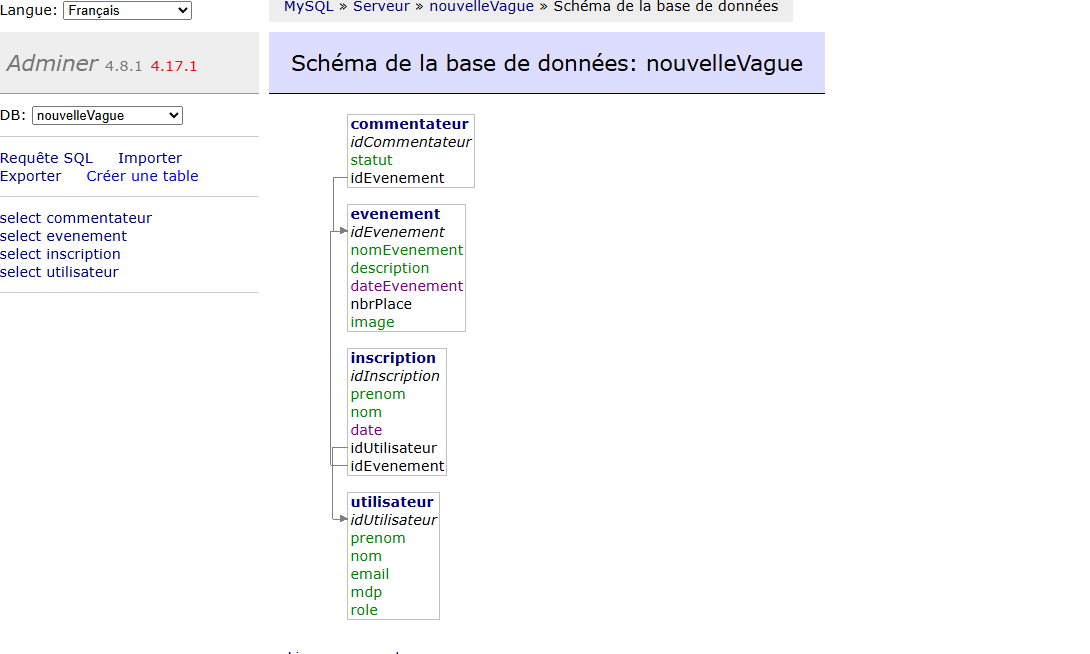 Langue: Français
MySQL » Serveur » nouvelleVague » Schéma de la base de données
Adminer 4.8.1 4.17.1
Schéma de la base de données: nouvelleVague
DB: nouvelleVague
Requête SQL Importer
Exporter Créer une table
select commentateur
select evenement
select inscription
select utilisateur
commentateur
idCommentateur
statut
idEvenement
evenement
idEvenement
nomEvenement
description
dateEvenement
nbrPlace
image
inscription
idInscription
prenom
nom
date
idUtilisateur
idEvenement
utilisateur
idUtilisateur
prenom
nom
email
mdp
role